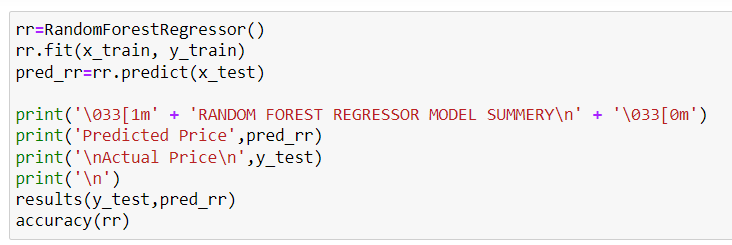 rr=RandomForestRegressor()
rr.fit(x_train, y_train)
pred_rr=rr.predict(x_test)
print('\033[1m' + 'RANDOM FOREST REGRESSOR MODEL SUMMERY\n' + '\033[0m')
print('Predicted Price',pred_rr)
print('\nActual Price\n',y_test)
print('\n')
results(y_test,pred_rr)
accuracy(rr)